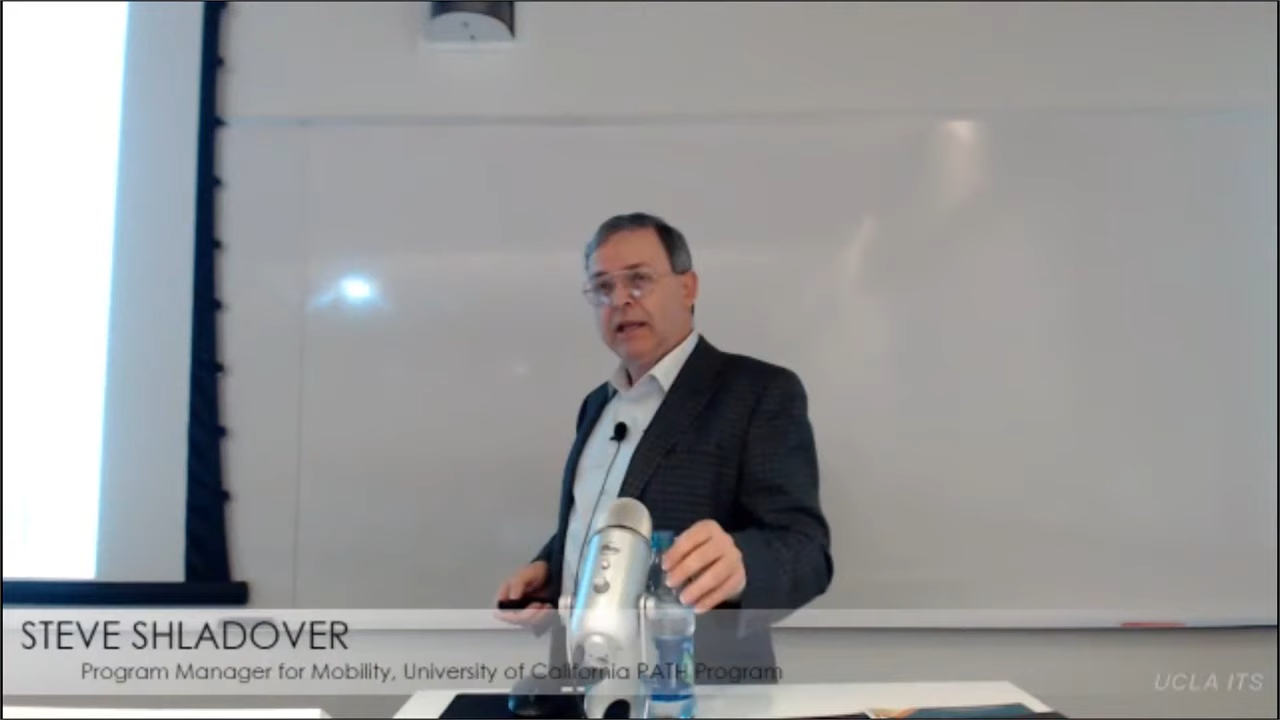 STEVE SHLADOVER
Program Manager for Mobility, University of California PATH Program
UCLA ITS